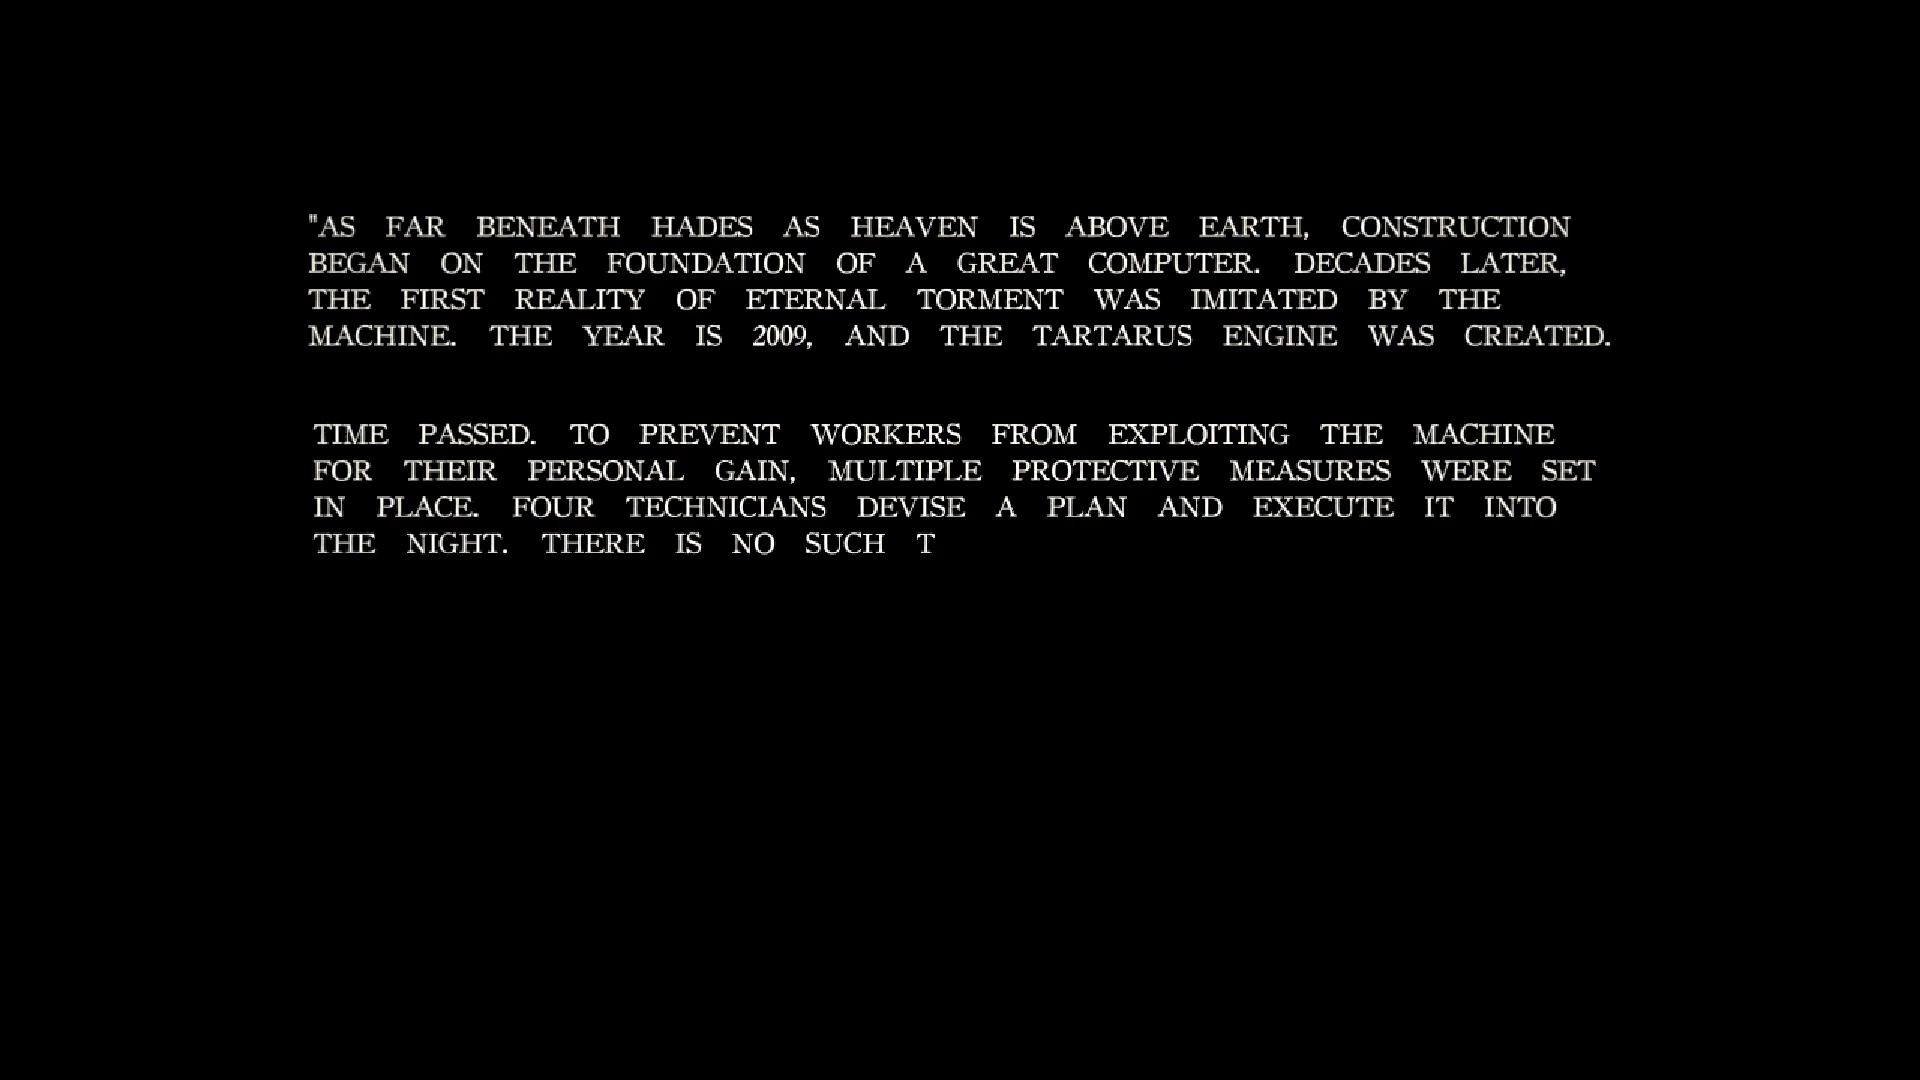 "AS FAR BENEATH HADES AS HEAVEN IS ABOVE EARTH, CONSTRUCTION
BEGAN ON THE FOUNDATION OF A GREAT COMPUTER. DECADES LATER,
THE FIRST REALITY OF ETERNAL TORMENT WAS IMITATED BY THE
MACHINE. THE YEAR IS 2009, AND THE TARTARUS ENGINE WAS CREATED.
TIME PASSED. TO PREVENT WORKERS FROM EXPLOITING THE MACHINE
FOR THEIR PERSONAL GAIN, MULTIPLE PROTECTIVE MEASURES WERE SET
IN PLACE. FOUR TECHNICIANS DEVISE A PLAN AND EXECUTE IT INTO
THE NIGHT. THERE IS NO SUCH T